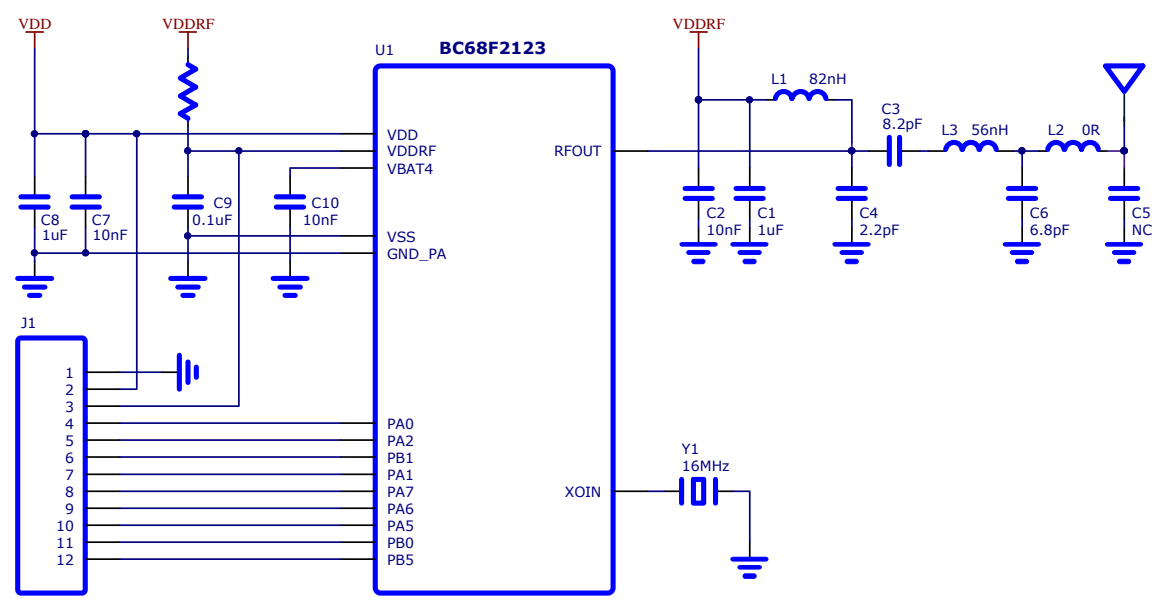 VDD
VDDRF
VDDRF
U1
BC68F2123
L1 82nH
C3
8.2pF
L3 56nH
L2 0R
VDD
VDDRF
VBAT4
RFOUT
C8
1uF
C7
10nF
C9
0.1uF
C10
10nF
VSS
GND_PA
C2
10nF
C1
1uF
C4
2.2pF
C6
6.8pF
C5
NC
J1
1
2
3
4
5
6
7
8
9
10
11
12
PA0
PA2
PB1
PA1
PA7
PA6
PA5
PB0
PB5
XOIN
Y1
16MHz